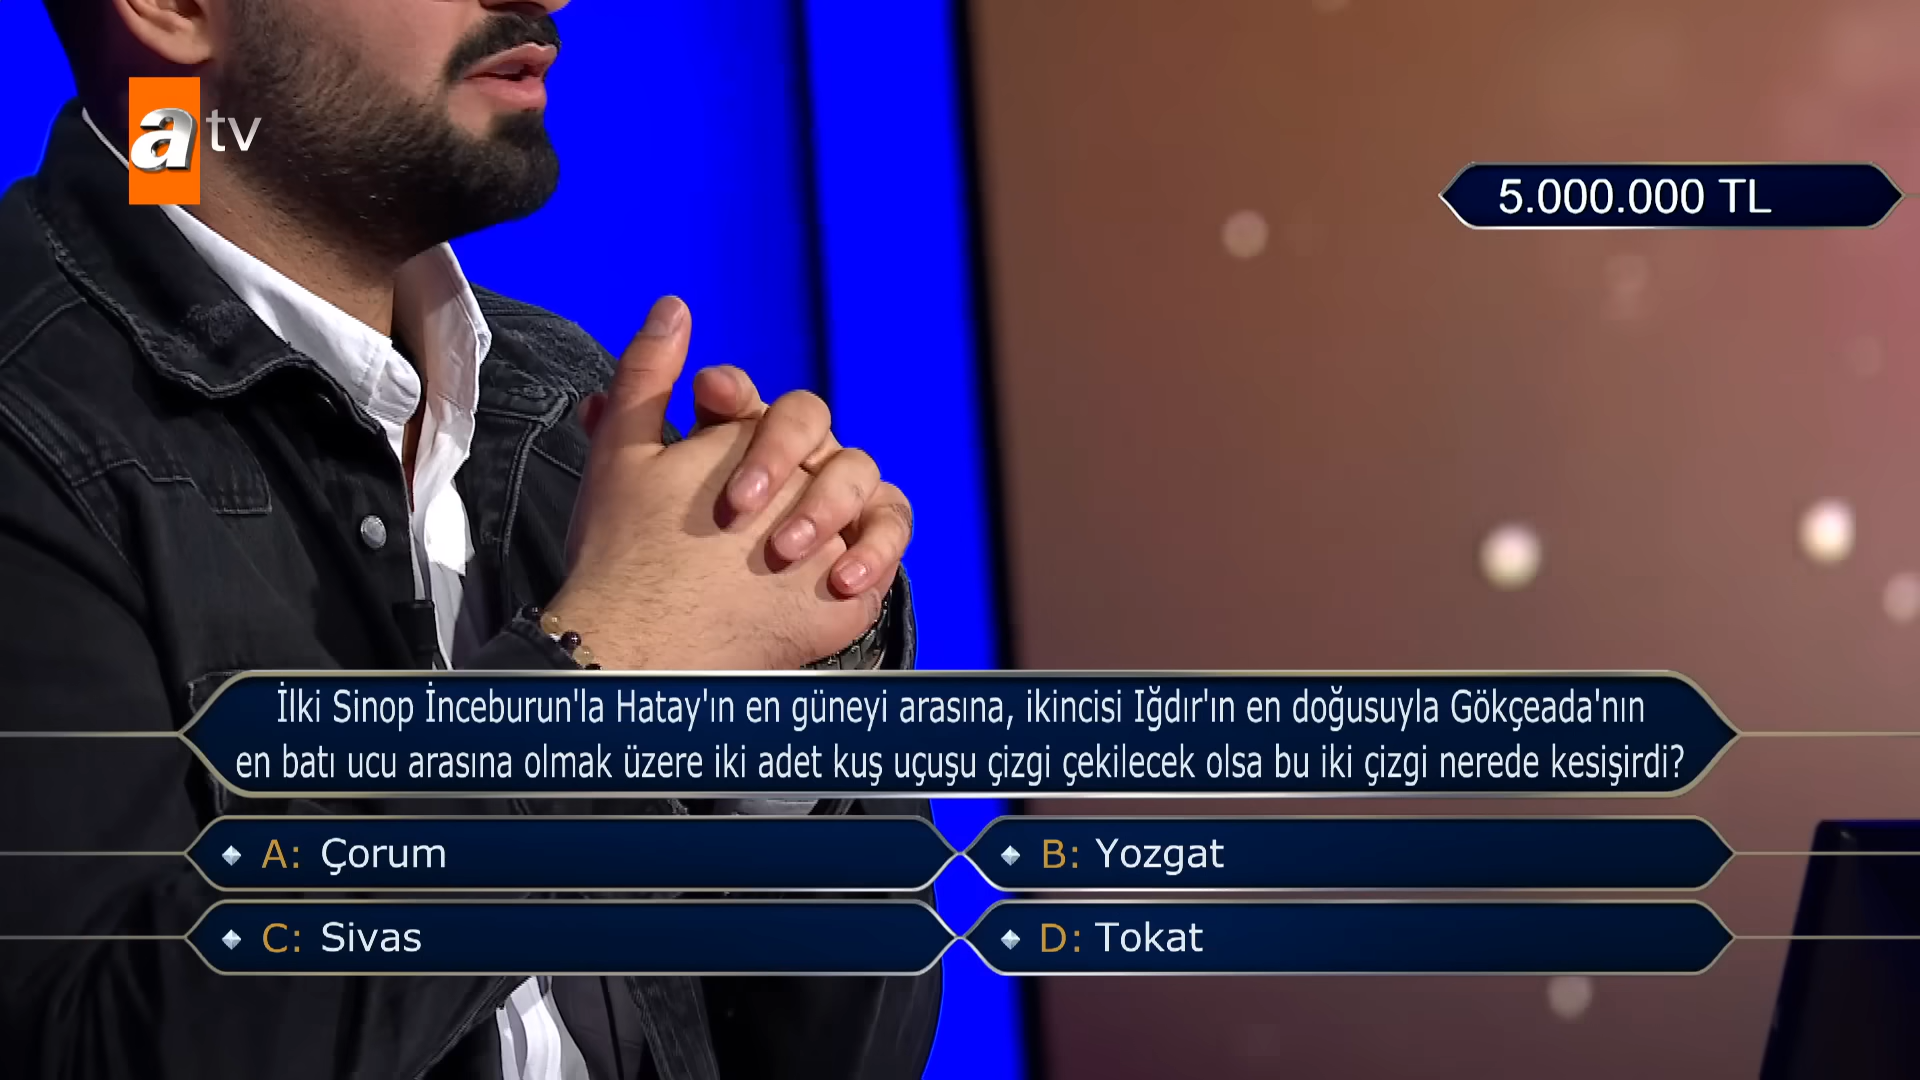 atv
5.000.000 TL
İlki Sinop İnceburun'la Hatay'ın en güneyi arasına, ikincisi Iğdır'ın en doğusuyla Gökçeada'nın
en batı ucu arasına olmak üzere iki adet kuş uçuşu çizgi çekilecek olsa bu iki çizgi nerede kesişirdi?
A: Çorum
B: Yozgat
C: Sivas
D: Tokat